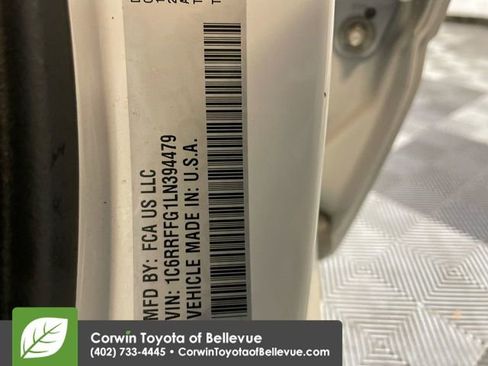 MFD BY: FCA US LLC
VIN: 1C6RRFFG1LN394479
VEHICLE MADE IN: U.S.A.
Corwin Toyota of Bellevue
(402) 733-4445 • CorwinToyotaofBellevue.com